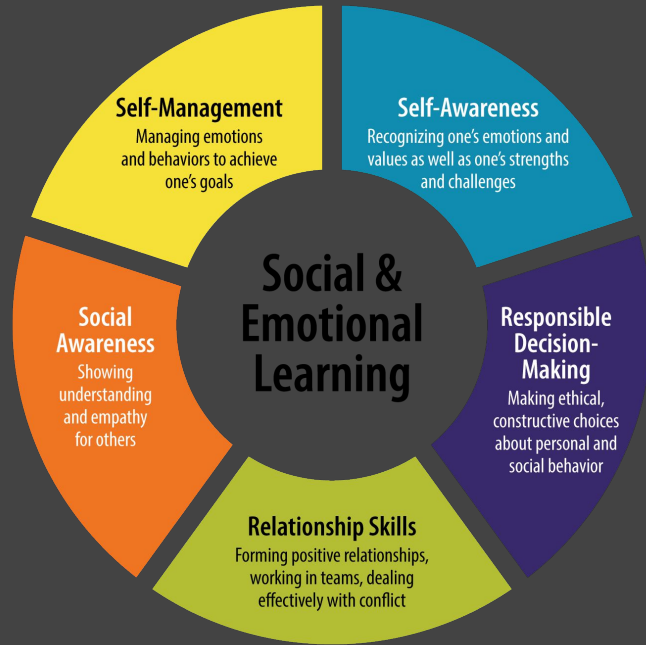 Self-Management
Managing emotions
and behaviors to achieve
one's goals
Self-Awareness
Recognizing one's emotions and
values as well as one's strengths
and challenges
Social &
Emotional
Learning
Social
Awareness
Showing
understanding
and empathy
for others
Responsible
Decision-
Making
Making ethical,
constructive choices
about personal and
social behavior
Relationship Skills
Forming positive relationships,
working in teams, dealing
effectively with conflict